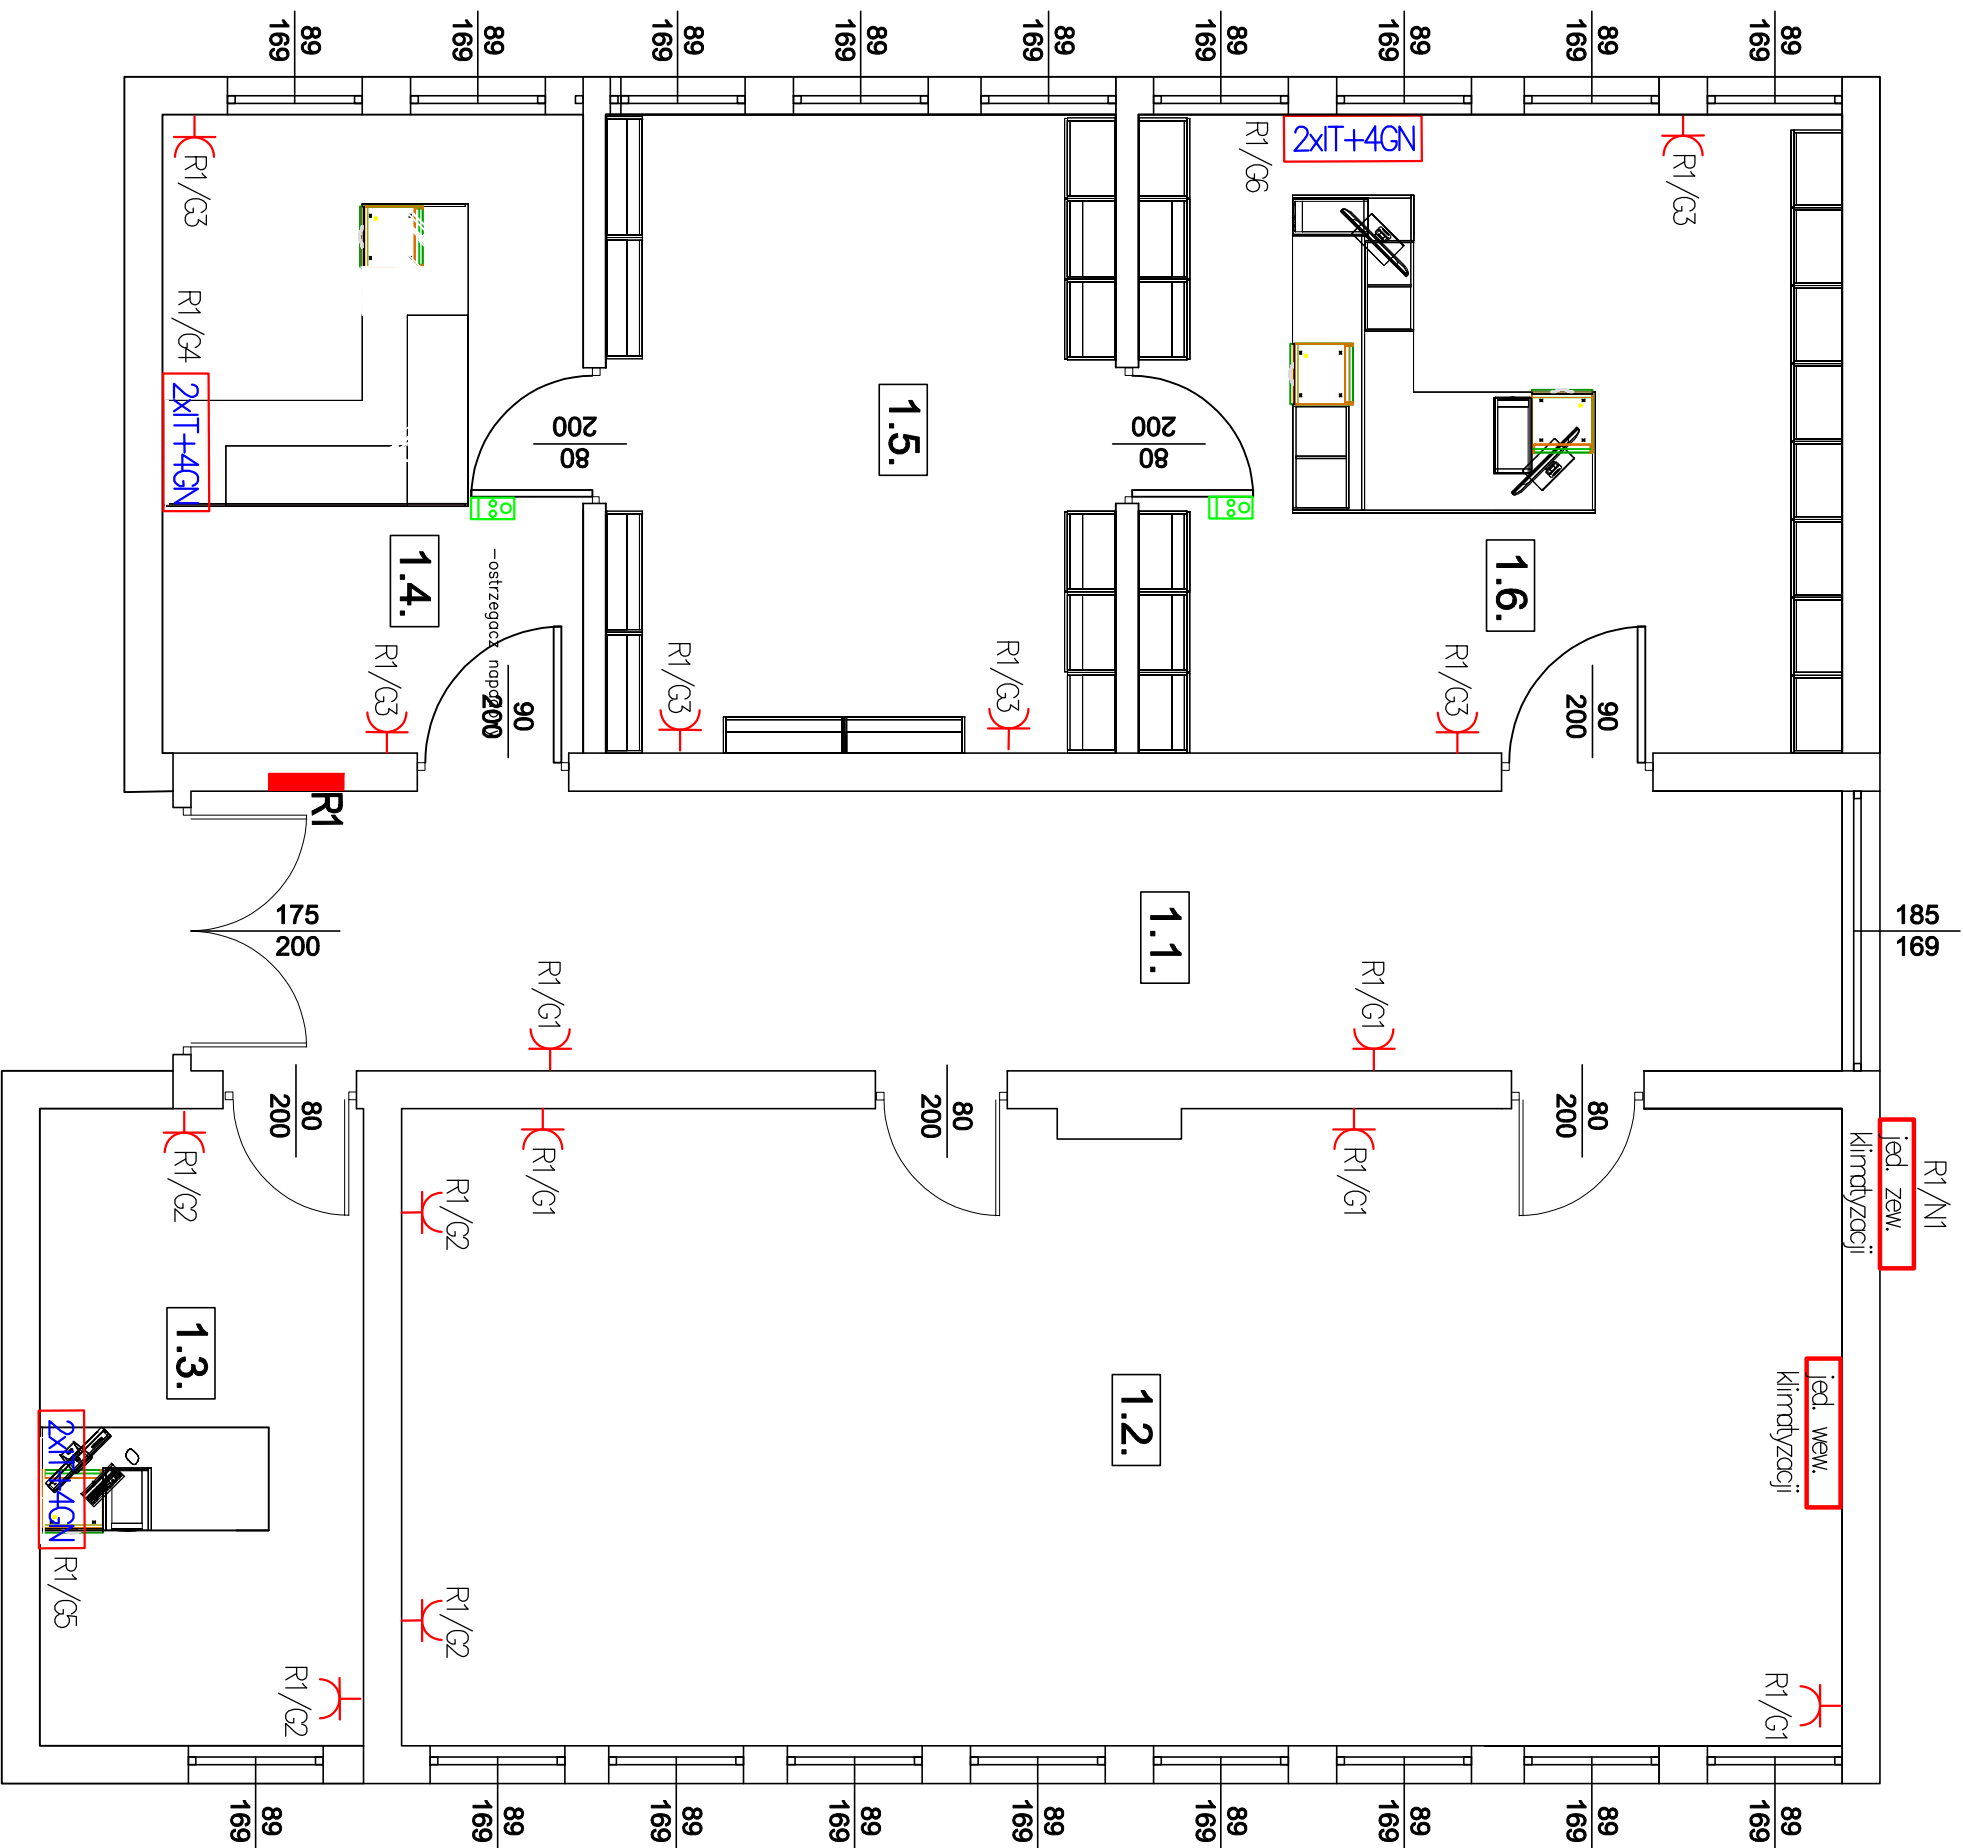 89
169
89
169
89
169
89
169
89
169
89
169
89
169
89
169
89
169
R1/G3
R1/G6
2xIT+4GN
R1/G3
R1/G4
2xIT+4GN
200
80
1.5.
200
80
1.4.
-ostrzegacz napadowy
1.6.
R1/G3
90
200
R1/G3
R1/G3
R1/G3
90
200
R1
175
200
1.1.
185
169
R1/G1
R1/G1
80
200
80
200
80
200
R1/G2
R1/G1
R1/G2
R1/G1
R1/N1
jed. zew.
klimatyzacji
1.3.
1.2.
jed. wew.
klimatyzacji
2xIT+4GN
R1/G5
R1/G2
R1/G2
R1/G1
89
169
89
169
89
169
89
169
89
169
89
169
89
169
89
169
89
169